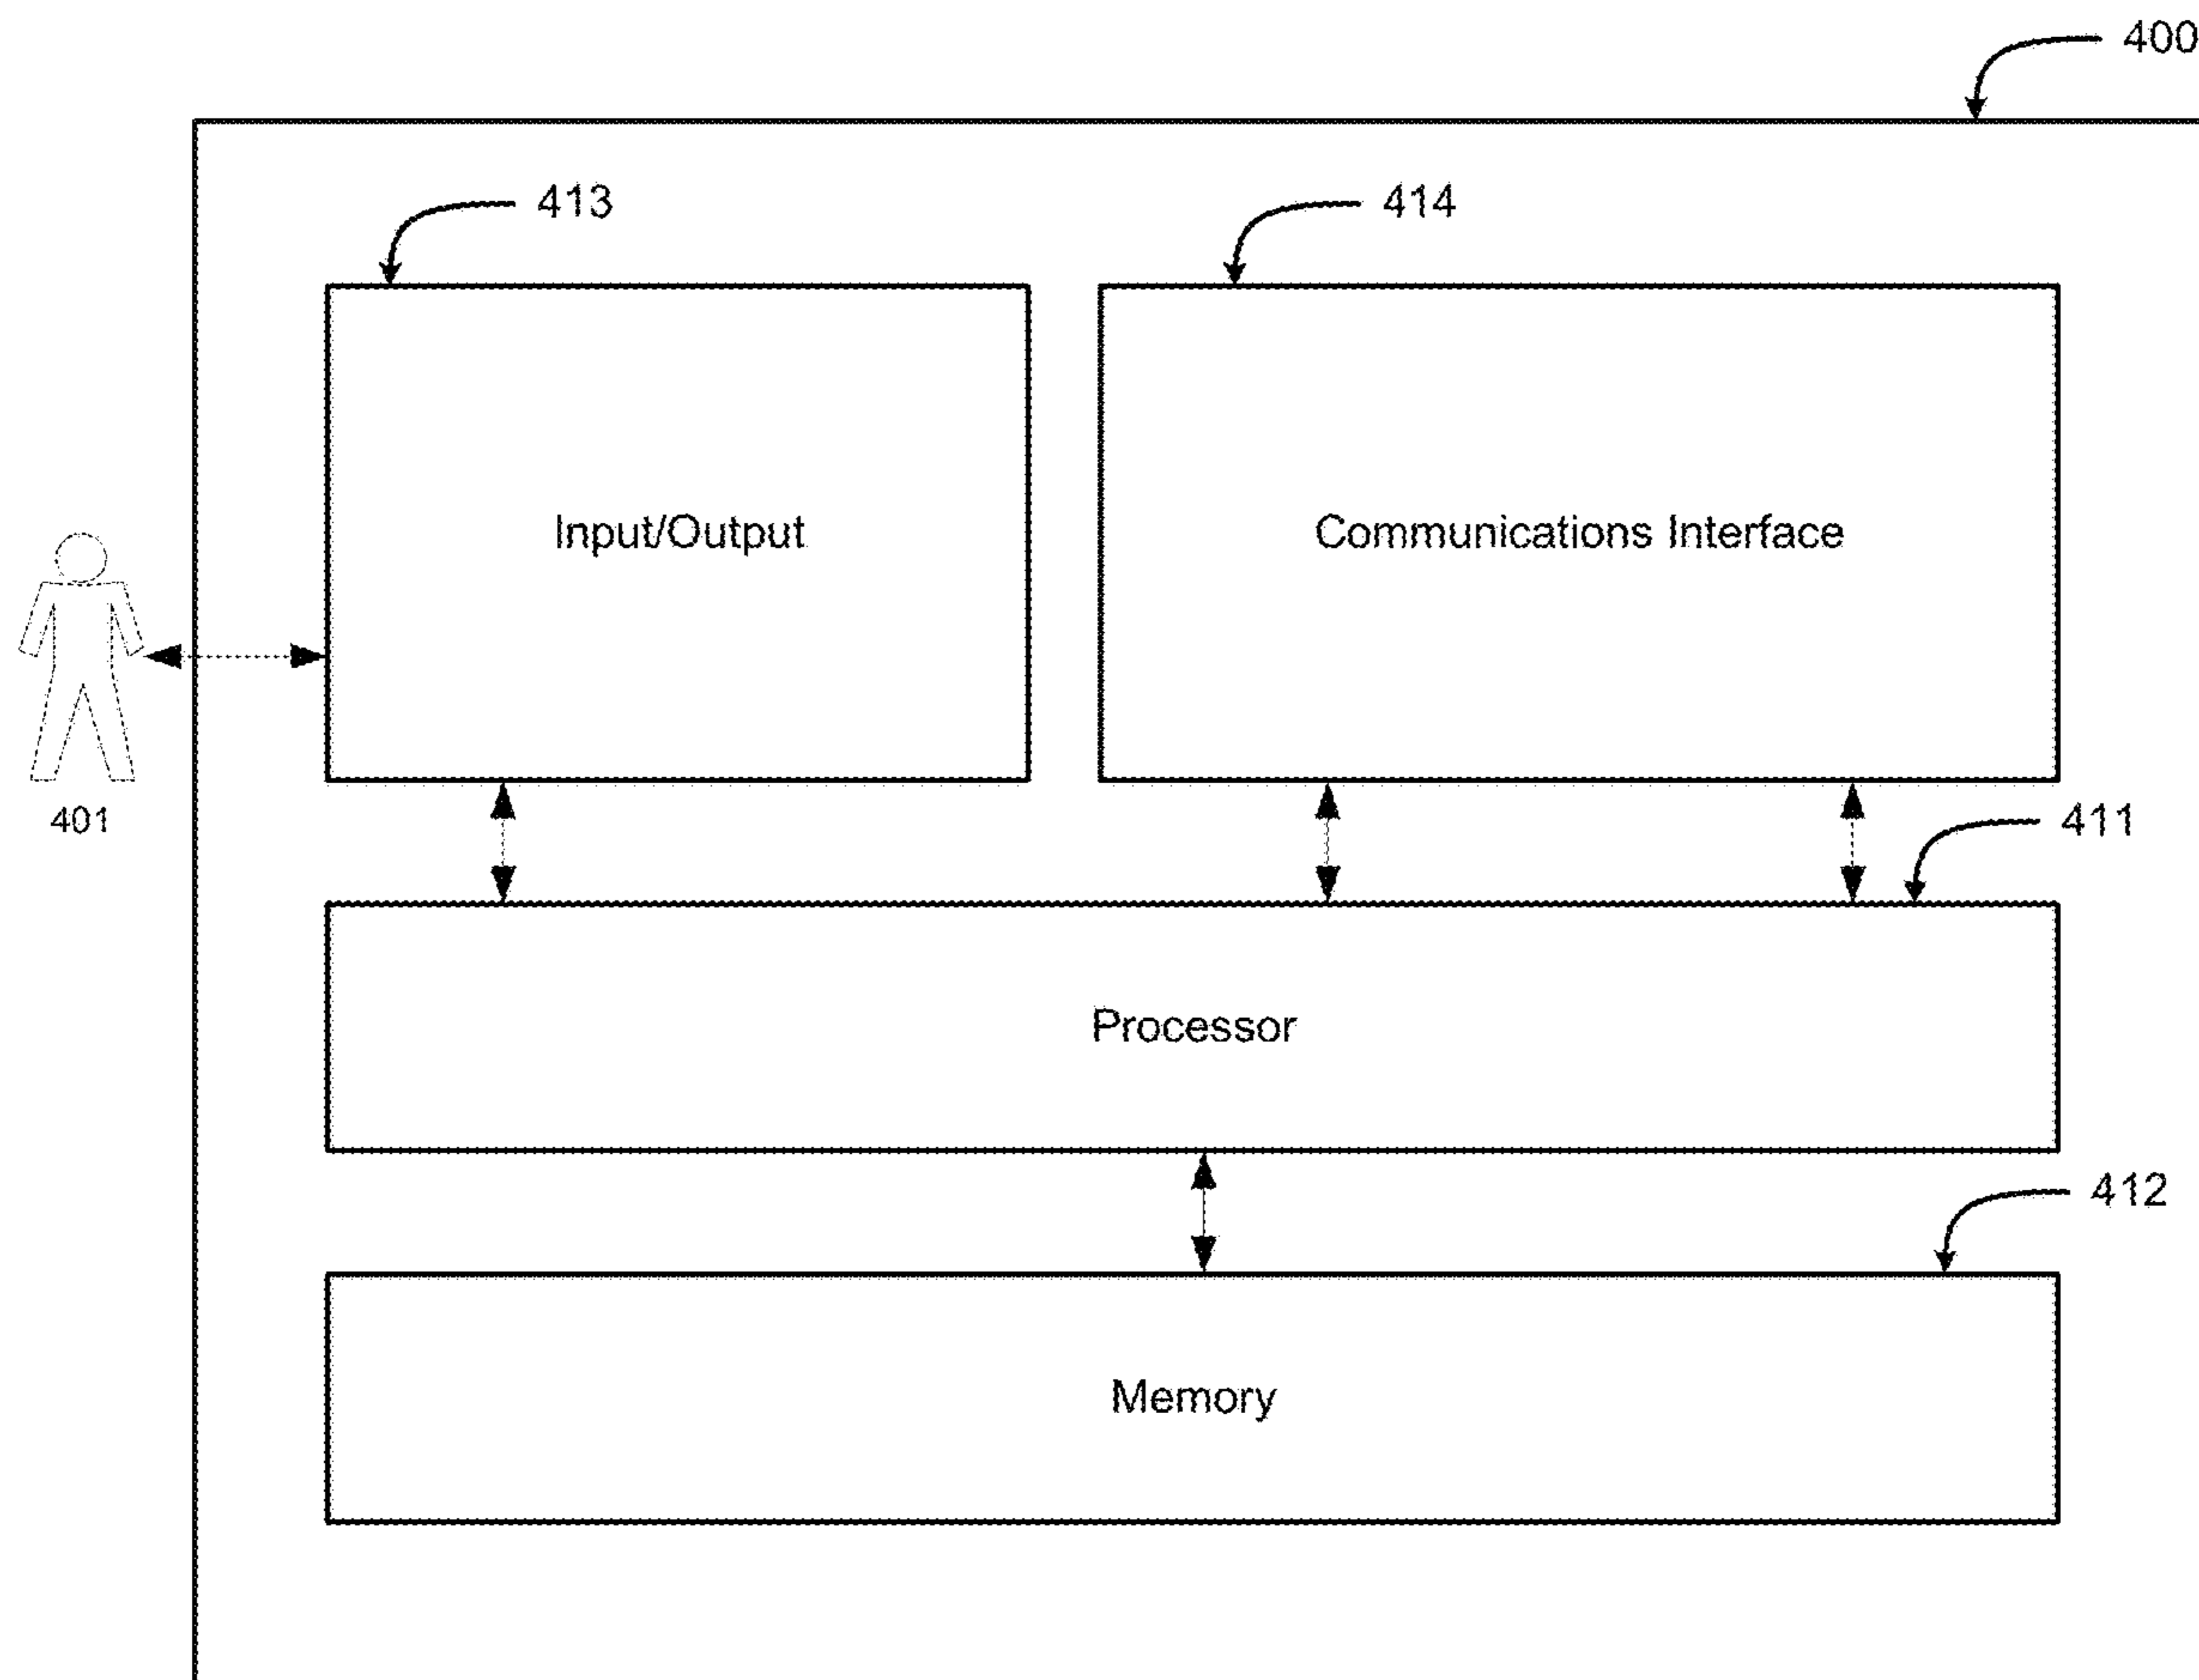 400
413
414
Input/Output
Communications Interface
401
411
Processor
412
Memory